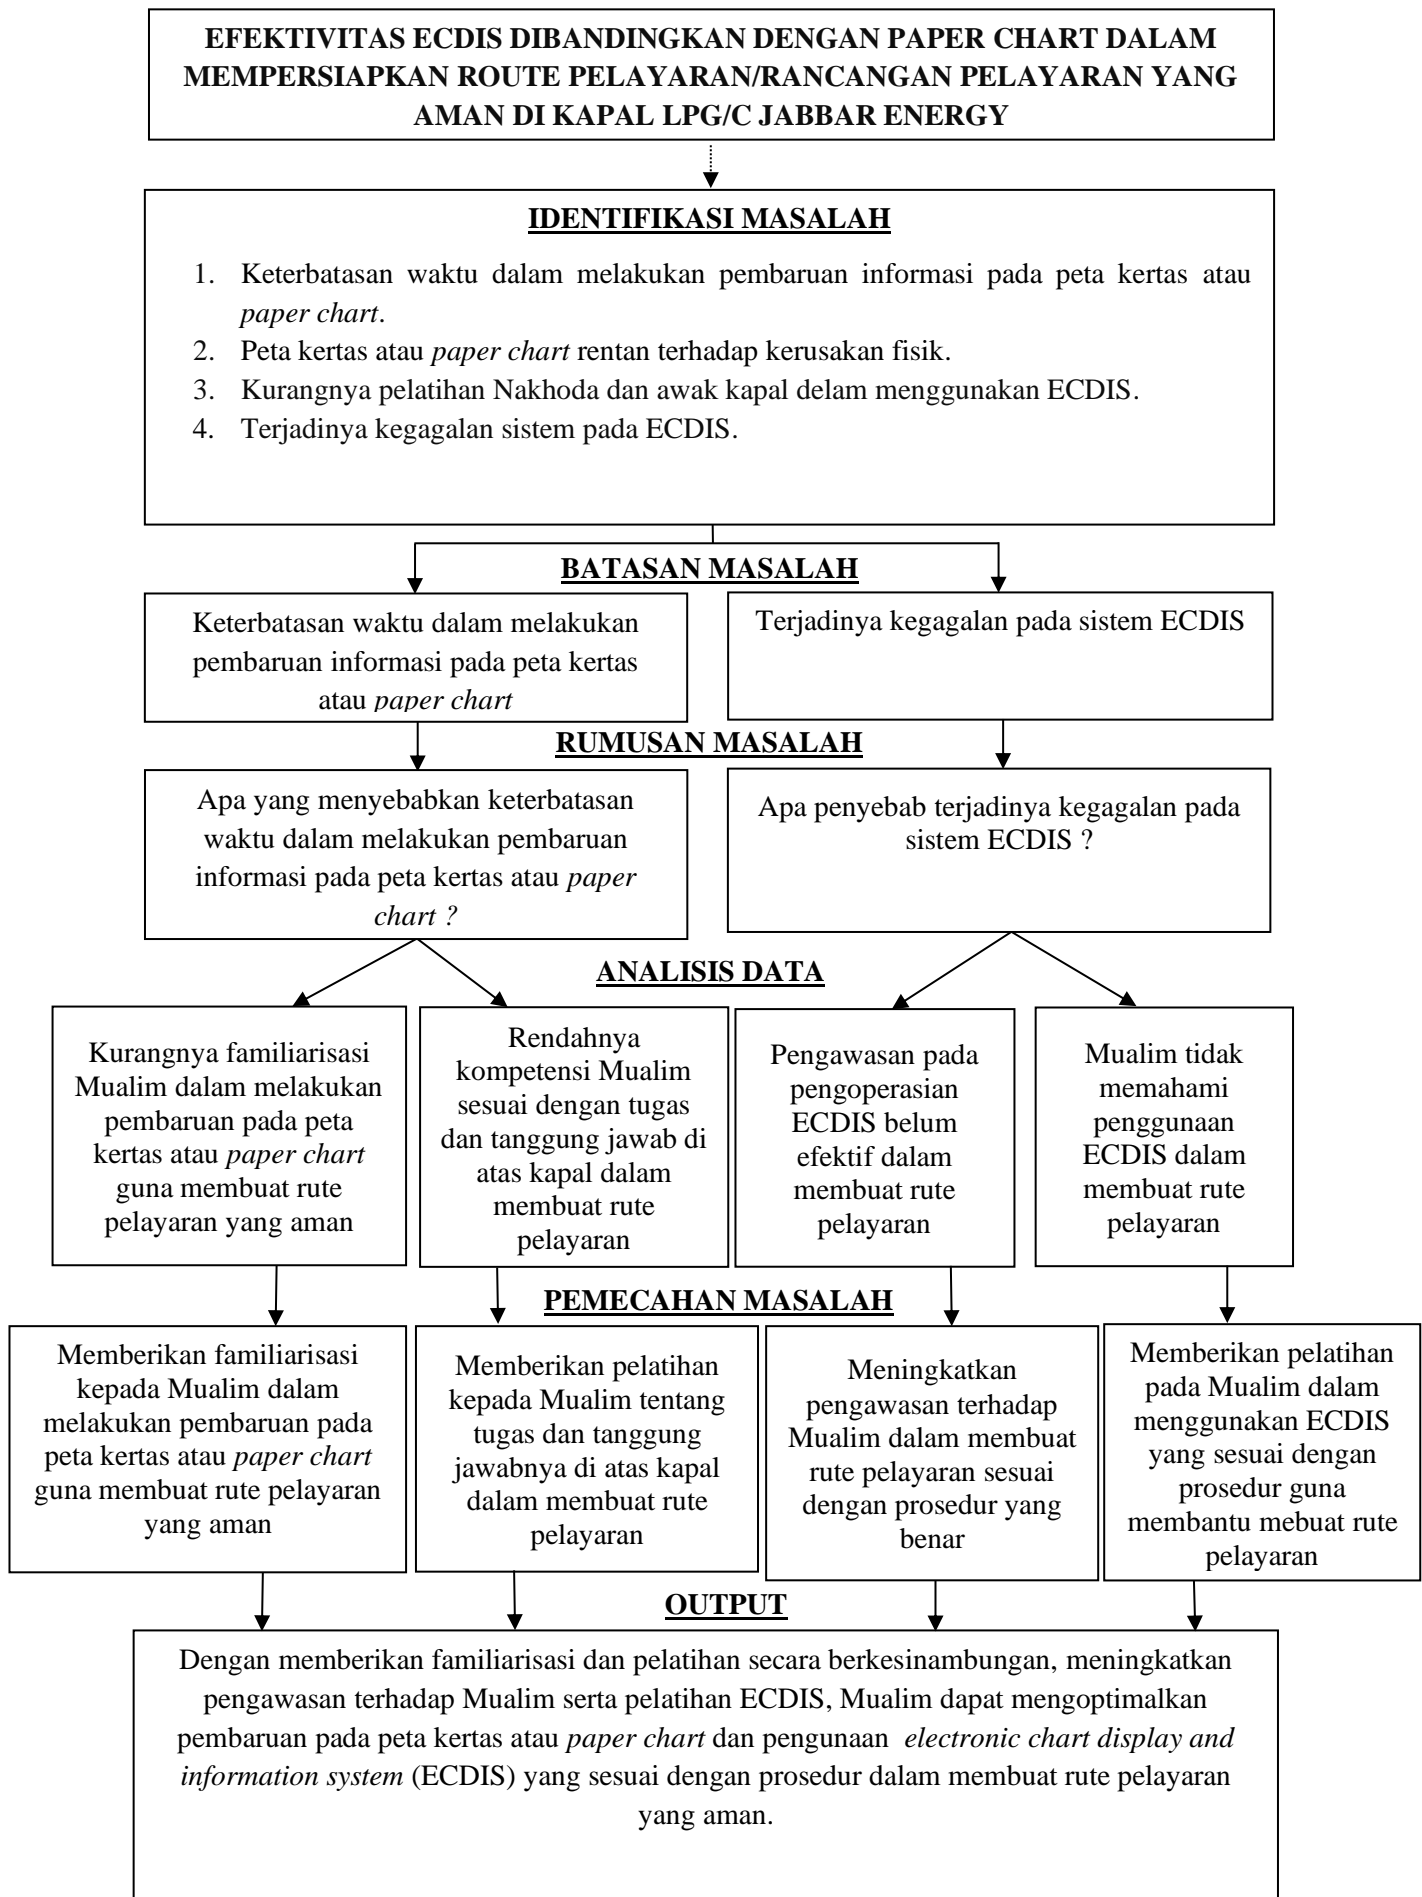 EFEKTIVITAS ECDIS DIBANDINGKAN DENGAN PAPER CHART DALAM
MEMPERSIAPKAN ROUTE PELAYARAN/RANCANGAN PELAYARAN YANG
AMAN DI KAPAL LPG/C JABBAR ENERGY
IDENTIFIKASI MASALAH
1. Keterbatasan waktu dalam melakukan pembaruan informasi pada peta kertas atau
paper chart.
2. Peta kertas atau paper chart rentan terhadap kerusakan fisik.
3. Kurangnya pelatihan Nakhoda dan awak kapal delam menggunakan ECDIS.
4. Terjadinya kegagalan sistem pada ECDIS.
BATASAN MASALAH
Keterbatasan waktu dalam melakukan
pembaruan informasi pada peta kertas
atau paper chart
Terjadinya kegagalan pada sistem ECDIS
RUMUSAN MASALAH
Apa yang menyebabkan keterbatasan
waktu dalam melakukan pembaruan
informasi pada peta kertas atau paper
chart ?
Apa penyebab terjadinya kegagalan pada
sistem ECDIS ?
ANALISIS DATA
Kurangnya familiarisasi
Mualim dalam melakukan
pembaruan pada peta
kertas atau paper chart
guna membuat rute
pelayaran yang aman
Rendahnya
kompetensi Mualim
sesuai dengan tugas
dan tanggung jawab di
atas kapal dalam
membuat rute
pelayaran
Pengawasan pada
pengoperasian
ECDIS belum
efektif dalam
membuat rute
pelayaran
Mualim tidak
memahami
penggunaan
ECDIS dalam
membuat rute
pelayaran
PEMECAHAN MASALAH
Memberikan familiarisasi
kepada Mualim dalam
melakukan pembaruan pada
peta kertas atau paper chart
guna membuat rute pelayaran
yang aman
Memberikan pelatihan
kepada Mualim tentang
tugas dan tanggung
jawabnya di atas kapal
dalam membuat rute
pelayaran
Meningkatkan
pengawasan terhadap
Mualim dalam membuat
rute pelayaran sesuai
dengan prosedur yang
benar
Memberikan pelatihan
pada Mualim dalam
menggunakan ECDIS
yang sesuai dengan
prosedur guna
membantu mebuat rute
pelayaran
OUTPUT
Dengan memberikan familiarisasi dan pelatihan secara berkesinambungan, meningkatkan
pengawasan terhadap Mualim serta pelatihan ECDIS, Mualim dapat mengoptimalkan
pembaruan pada peta kertas atau paper chart dan pengunaan electronic chart display and
information system (ECDIS) yang sesuai dengan prosedur dalam membuat rute pelayaran
yang aman.